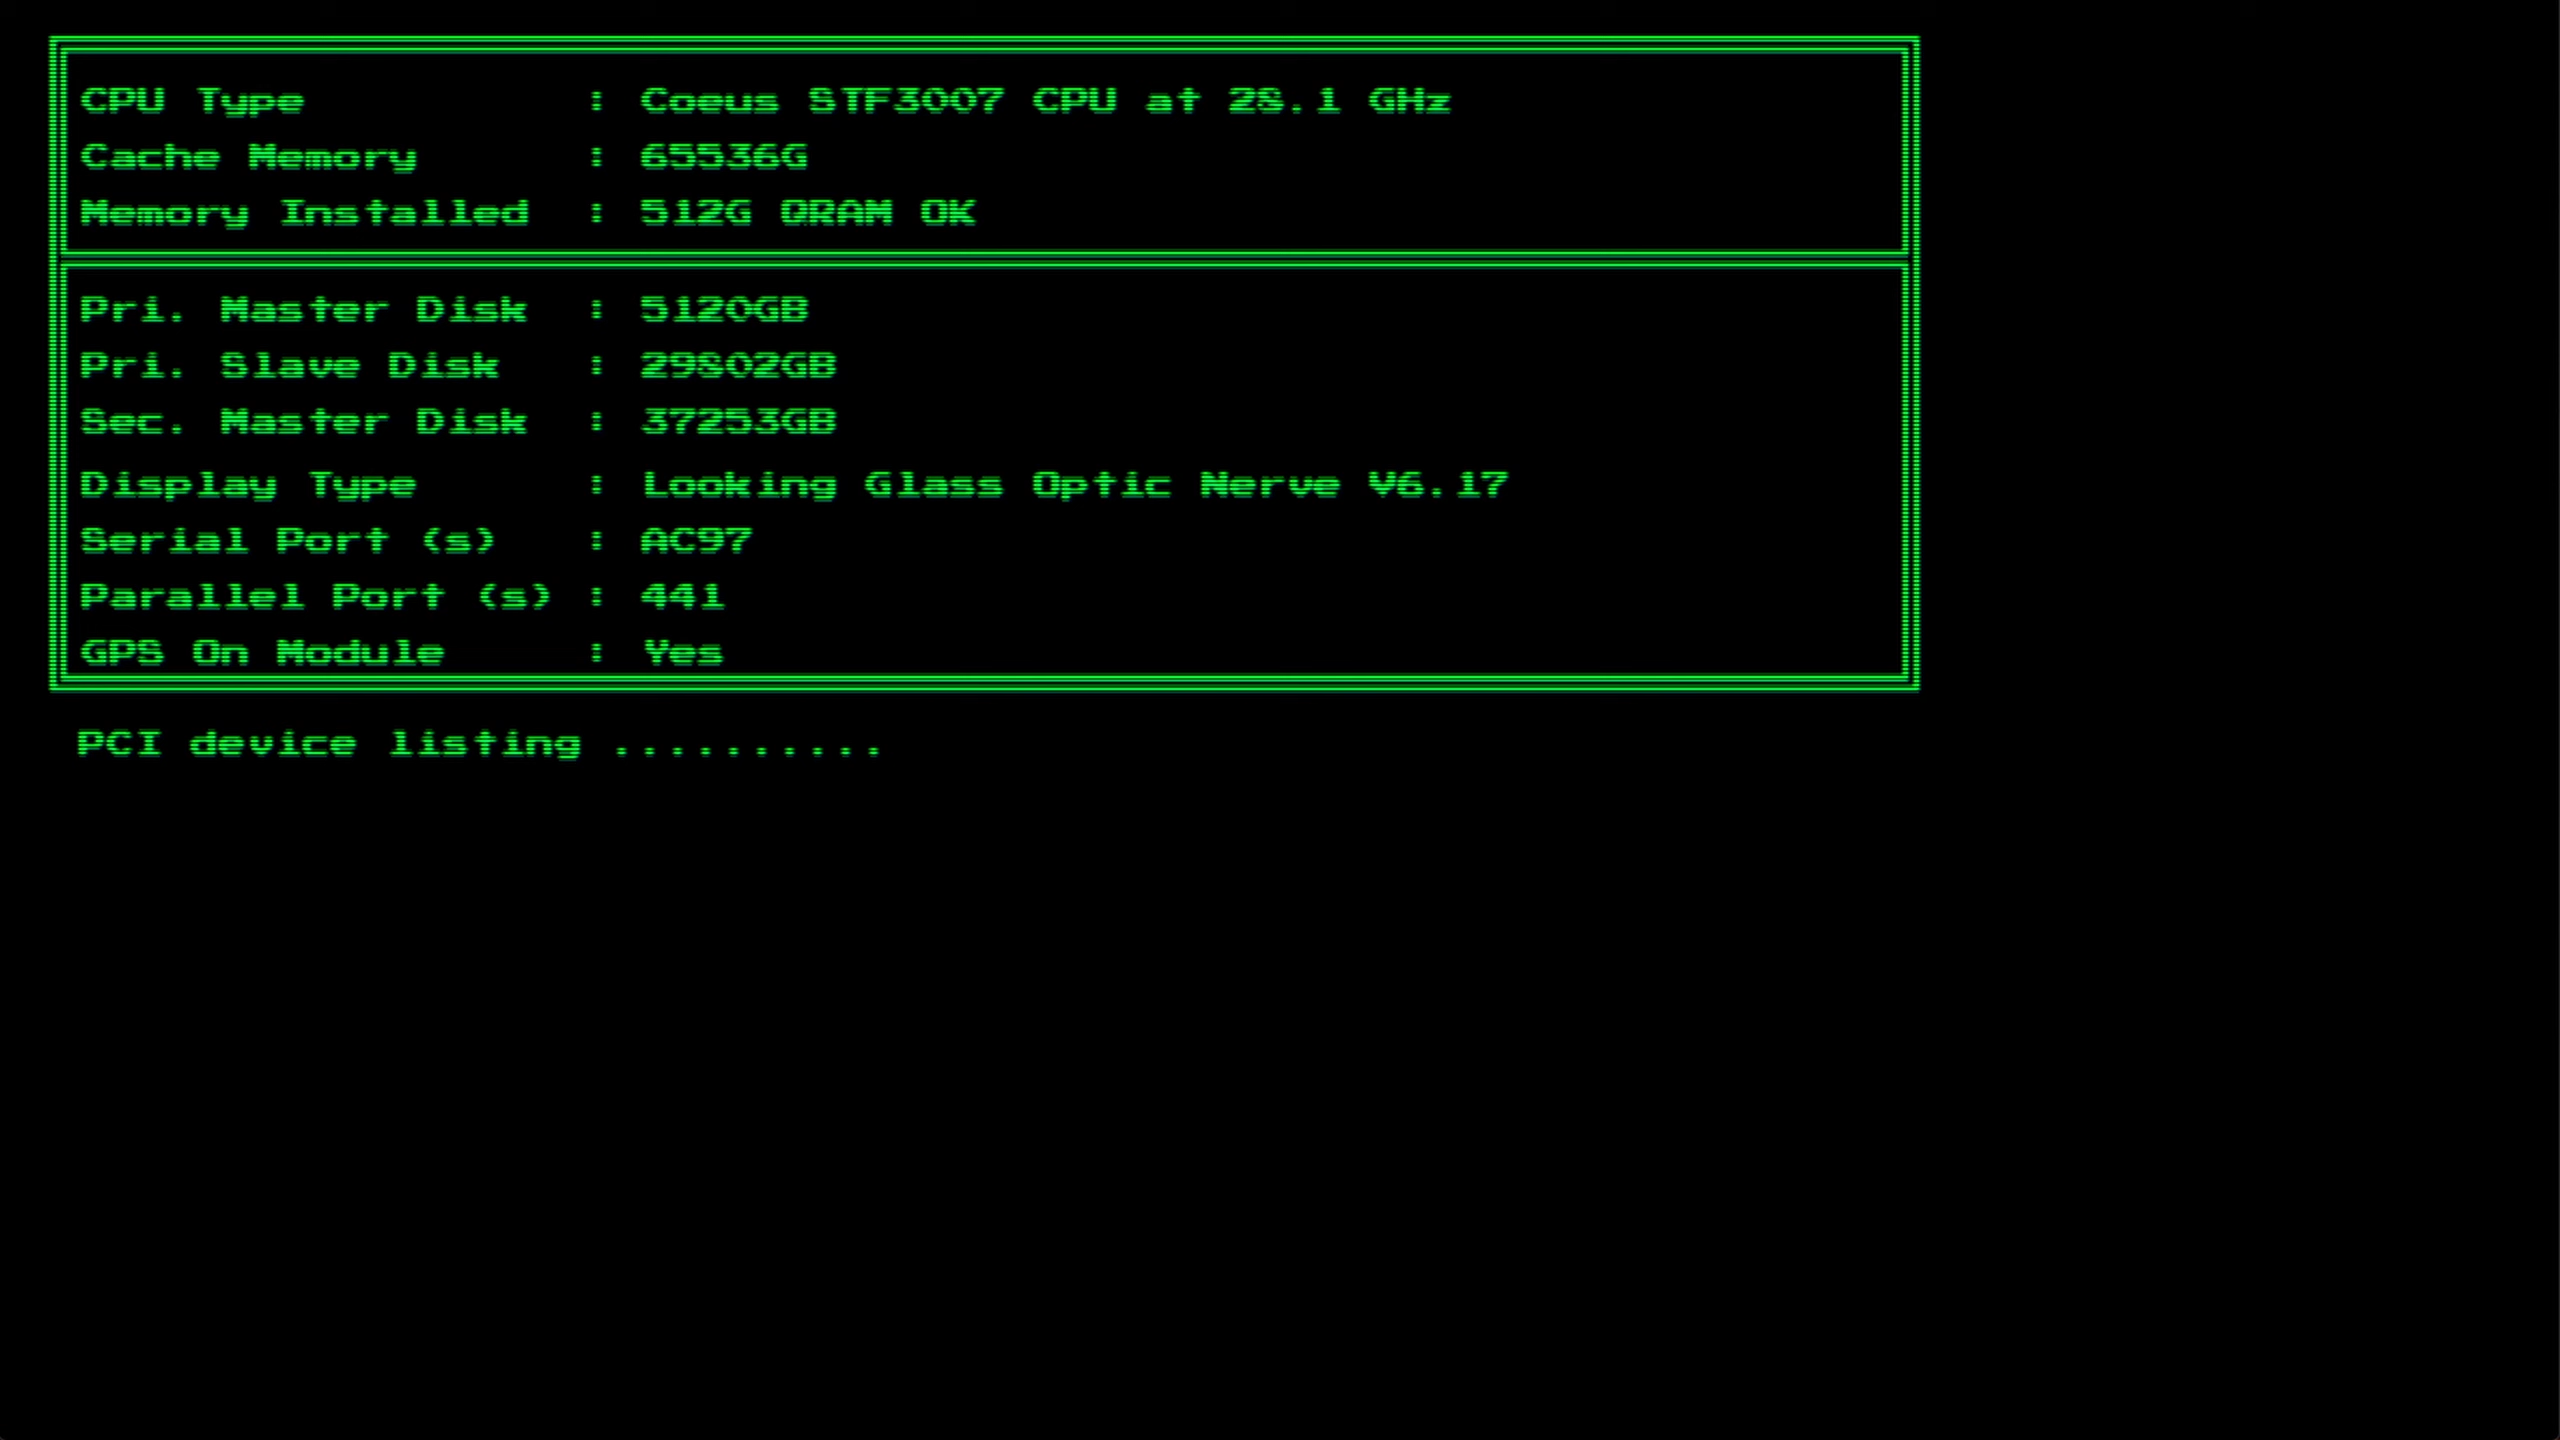 CPU Type : Coeus STF3007 CPU at 28.1 GHz
Cache Memory : 65536G
Memory Installed : 512G QRAM OK
Pri. Master Disk : 5120GB
Pri. Slave Disk : 29802GB
Sec. Master Disk : 37253GB
Display Type : Looking Glass Optic Nerve V6.17
Serial Port (s) : AC97
Parallel Port (s) : 441
GPS On Module : Yes
PCI device listing ..........